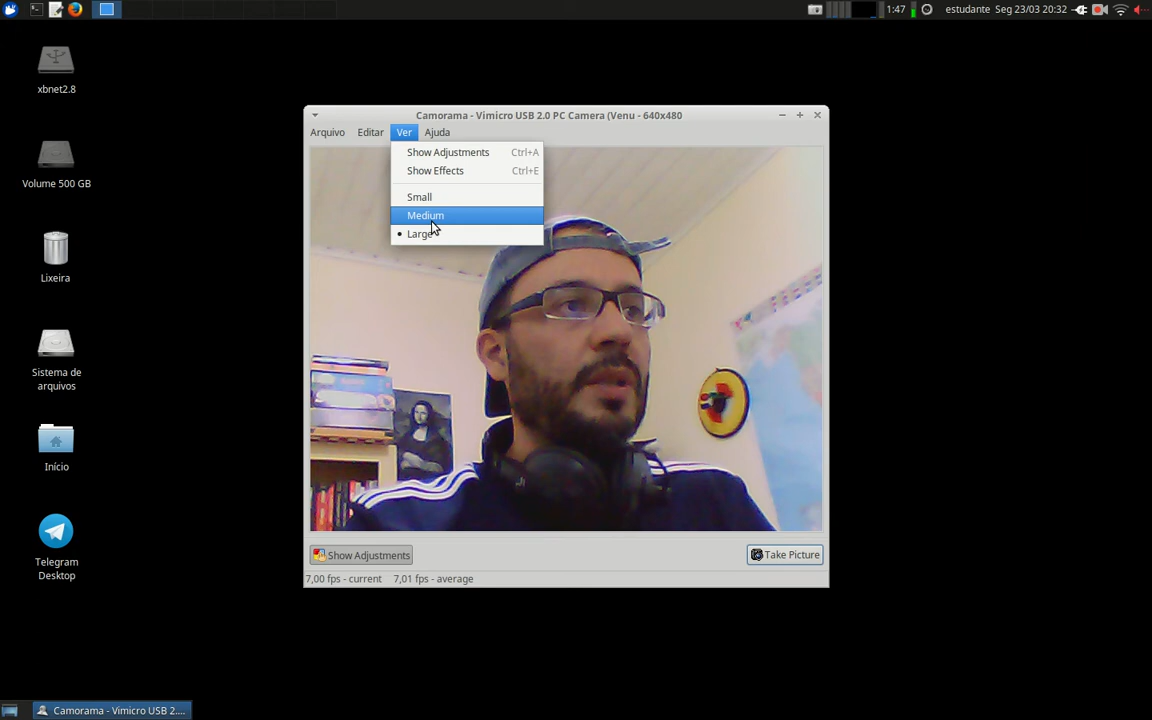 1:47
estudante Seg 23/03 20:32
xbnet2.8
Volume 500 GB
Lixeira
Sistema de
arquivos
Início
Telegram
Desktop
Camorama - Vimicro USB 2.0 PC Camera (Venu - 640x480
Arquivo Editar Ver Ajuda
Show Adjustments Ctrl+A
Show Effects Ctrl+E
Small
Medium
Large
Show Adjustments
Take Picture
7,00 fps - current 7,01 fps - average
Camorama - Vimicro USB 2....